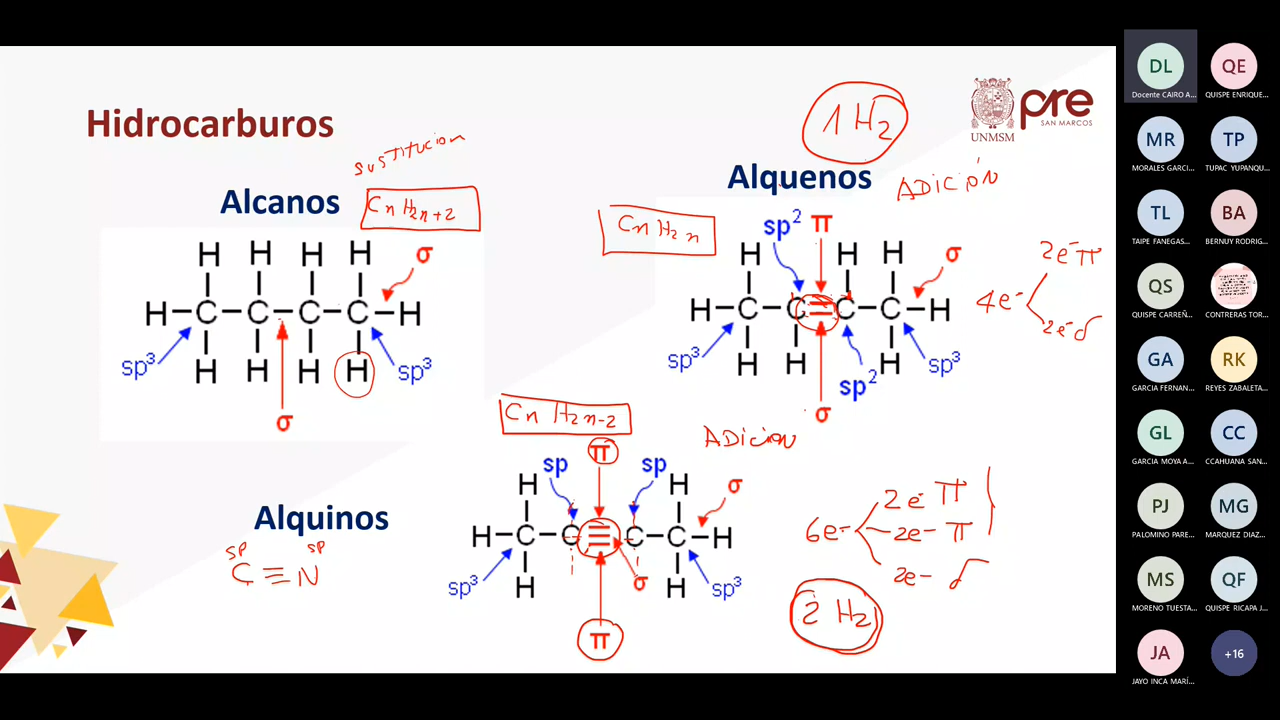 Hidrocarburos
sustitucion
Alcanos
CnH2n+2
H H H H
σ
H C C C C H
sp³
H H H H
sp³
σ
1 H2
UNMSM
pre
SAN MARCOS
Alquenos
ADICIÓN
CnH2n
sp² π
H H H
σ
H C C C H
sp³
H H H
sp²
sp³
σ
4e-
2e-π
2e-σ
CnH2n-2
ADICION
π
sp sp
H H
σ
H C C C H
sp³
H H
σ
sp³
π
Alquinos
sp sp
C≡N
6e-
2e- π
2e- π
2e- σ
2 H2
DL
Docente CAIRO A...
QE
QUISPE ENRIQUE...
MR
MORALES GARCI...
TP
TUPAC YUPANQU...
TL
TAIPE FANEGAS...
BA
BERNUY RODRIG...
QS
QUISPE CARREÑ...
CONTRERAS TOR...
GA
GARCIA FERNAN...
RK
REYES ZABALETA...
GL
GARCIA MOYA A...
CC
CCAHUANA SAN...
PJ
PALOMINO PARE...
MG
MARQUEZ DIAZ...
MS
MORENO TUESTA...
QF
QUISPE RICAPA J...
JA
JAYO INCA MARÍ...
+16